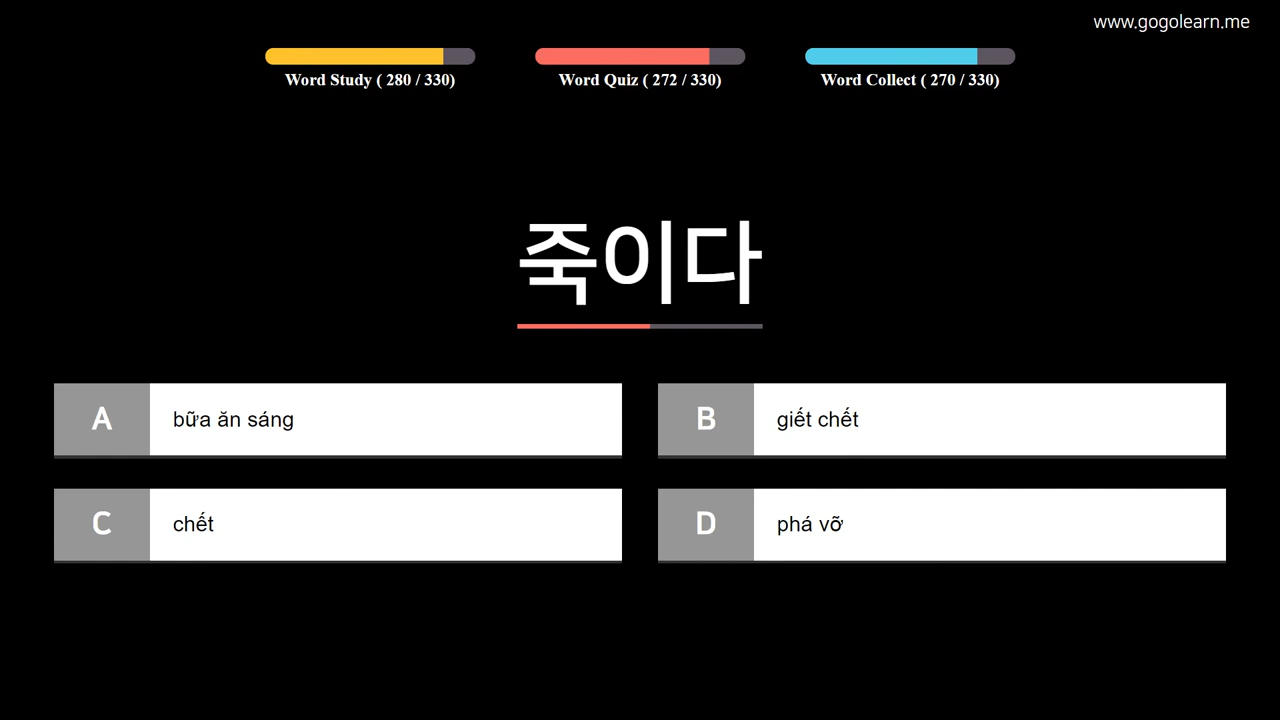 www.gogolearn.me
Word Study ( 280 / 330)
Word Quiz ( 272 / 330)
Word Collect ( 270 / 330)
죽이다
A bữa ăn sáng
B giết chết
C chết
D phá vỡ